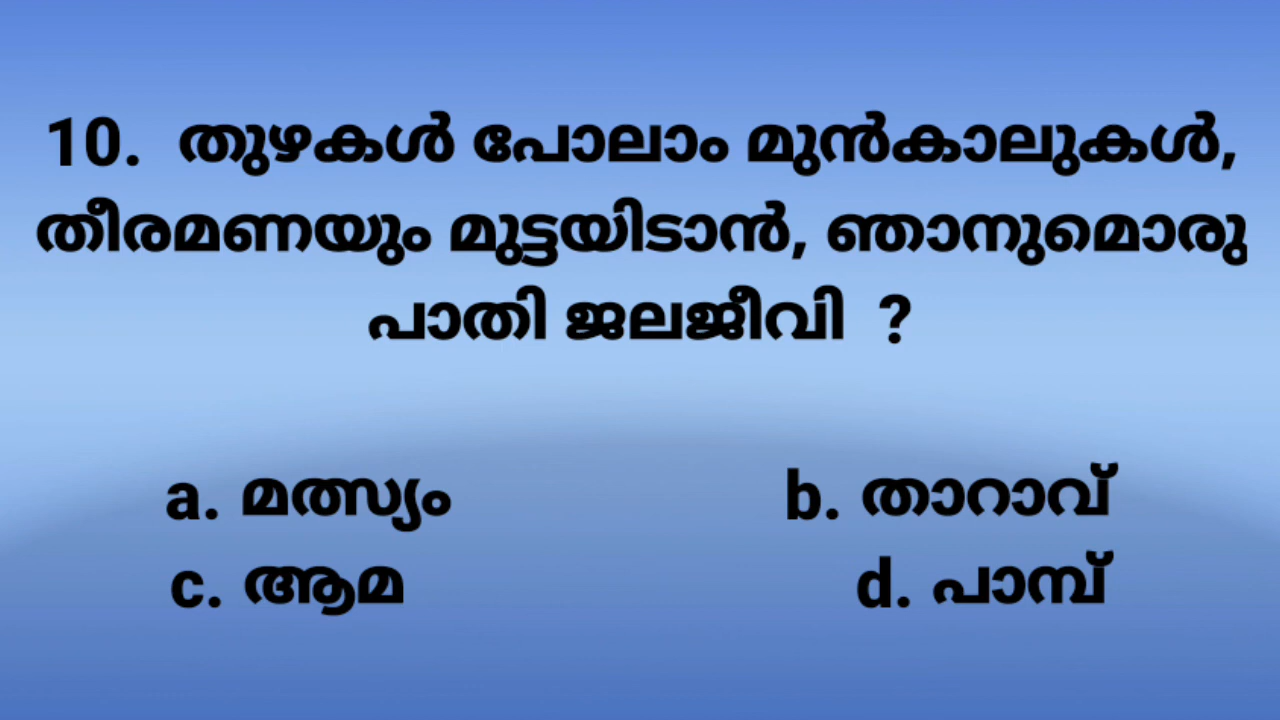 10. തുഴകൾ പോലാം മുൻകാലുകൾ,
തീരമണയും മുട്ടയിടാൻ, ഞാനുമൊരു
പാതി ജലജീവി ?
a. മത്സ്യം b. താറാവ്
c. ആമ d. പാമ്പ്